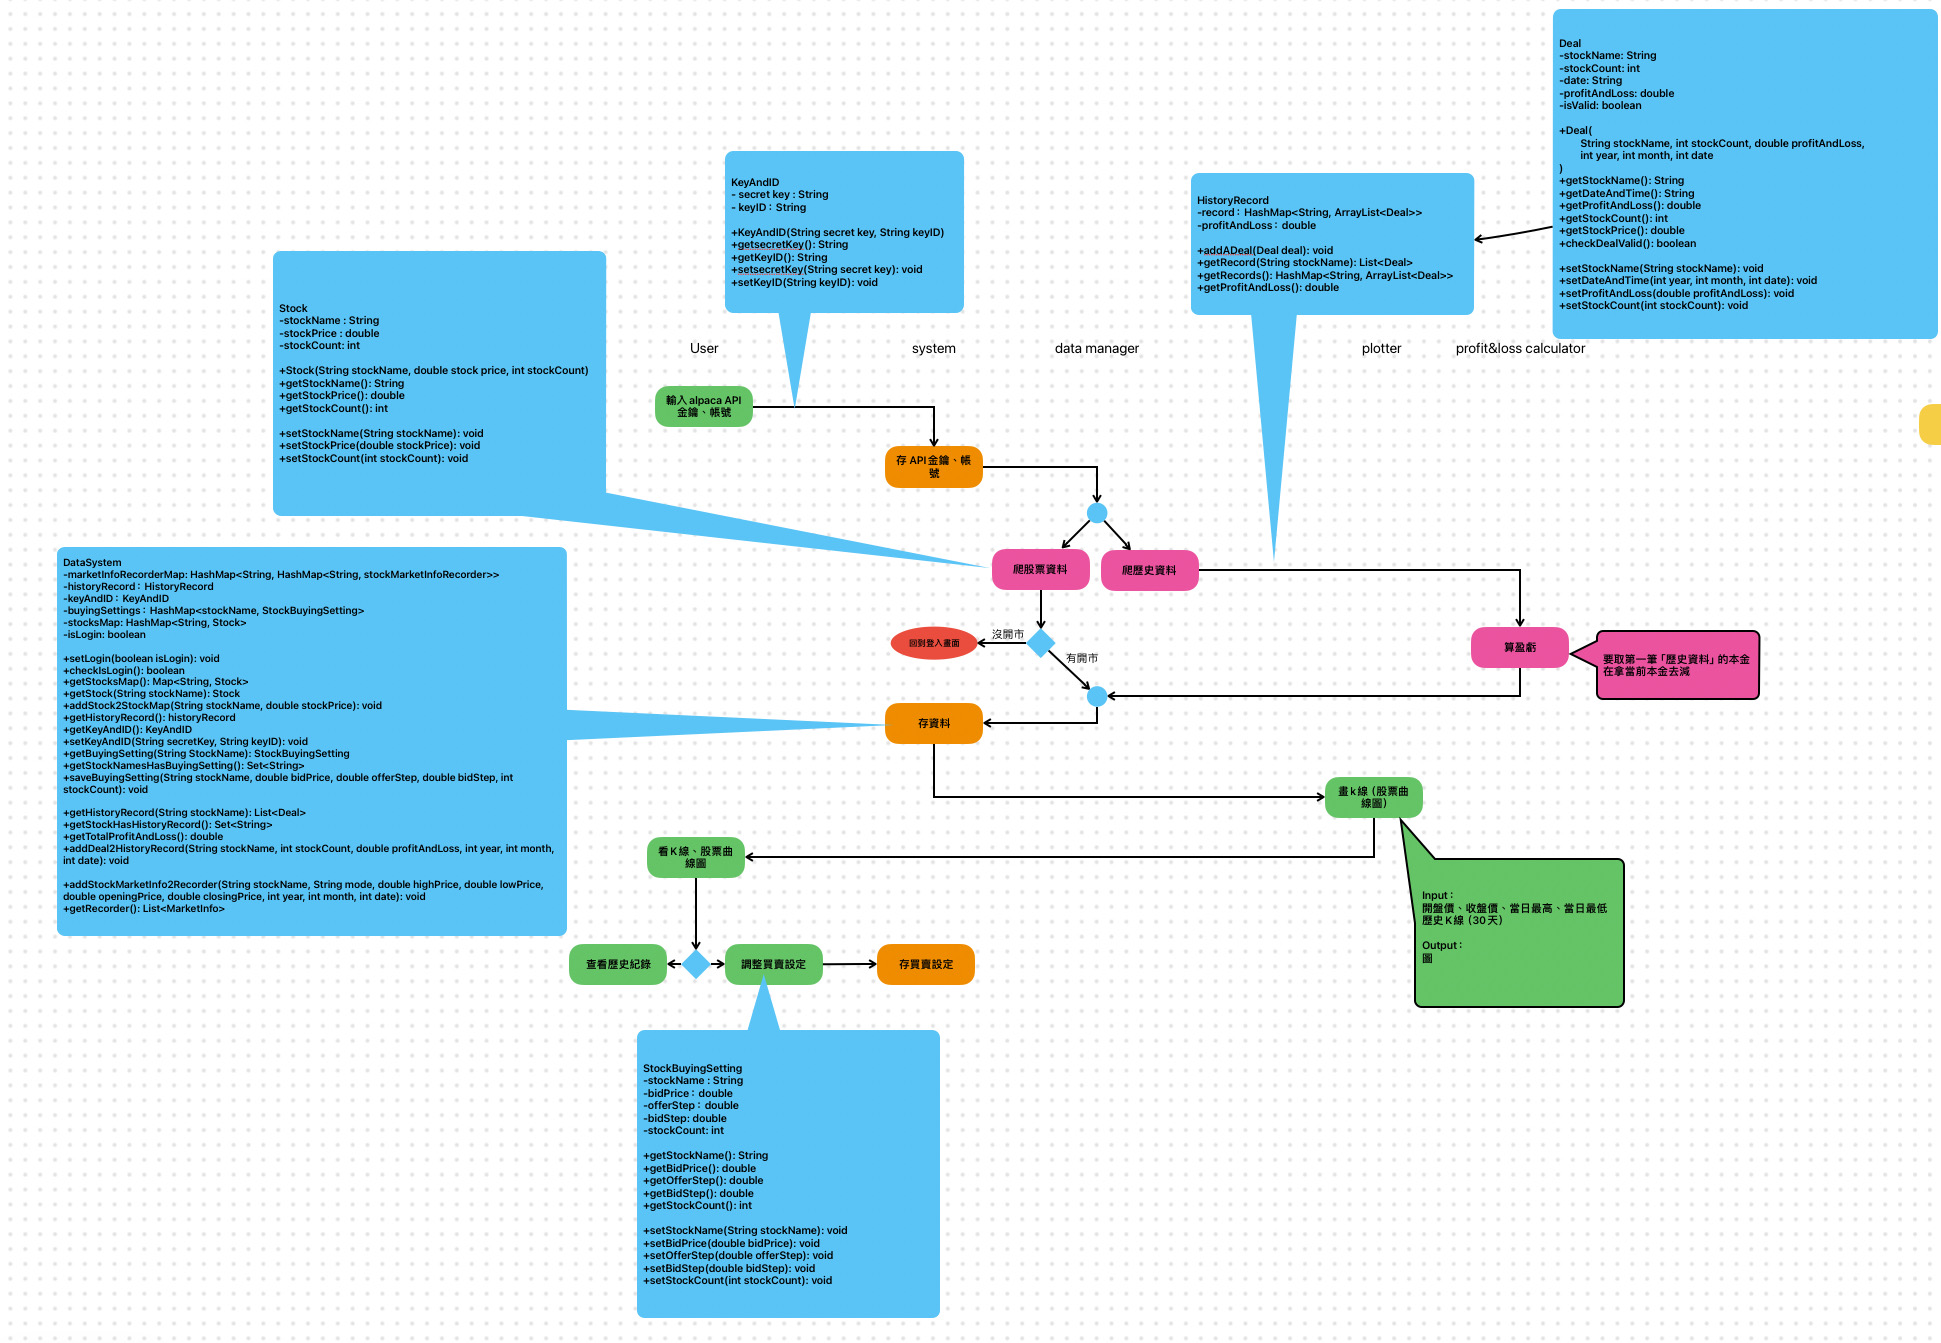 Deal
-stockName: String
-stockCount: int
-date: String
-profitAndLoss: double
-isValid: boolean
+Deal(
String stockName, int stockCount, double profitAndLoss,
int year, int month, int date
)
+getStockName(): String
+getDateAndTime(): String
+getProfitAndLoss(): double
+getStockCount(): int
+getStockPrice(): double
+checkDealValid(): boolean
+setStockName(String stockName): void
+setDateAndTime(int year, int month, int date): void
+setProfitAndLoss(double profitAndLoss): void
+setStockCount(int stockCount): void
KeyAndID
- secret key : String
- keyID： String
+KeyAndID(String secret key, String keyID)
+getsecretKey(): String
+getKeyID(): String
+setsecretKey(String secret key): void
+setKeyID(String keyID): void
HistoryRecord
-record： HashMap<String, ArrayList<Deal>>
-profitAndLoss： double
+addADeal(Deal deal): void
+getRecord(String stockName): List<Deal>
+getRecords(): HashMap<String, ArrayList<Deal>>
+getProfitAndLoss(): double
Stock
-stockName : String
-stockPrice : double
-stockCount: int
+Stock(String stockName, double stock price, int stockCount)
+getStockName(): String
+getStockPrice(): double
+getStockCount(): int
+setStockName(String stockName): void
+setStockPrice(double stockPrice): void
+setStockCount(int stockCount): void
User
system
data manager
plotter
profit&loss calculator
輸入 alpaca API
金鑰、帳號
存 API 金鑰、帳
號
爬股票資料
爬歷史資料
沒開市
回到登入畫面
有開市
算盈虧
要取第一筆「歷史資料」的本金
在拿當前本金去減
存資料
DataSystem
-marketInfoRecorderMap: HashMap<String, HashMap<String, stockMarketInfoRecorder>>
-historyRecord： HistoryRecord
-keyAndID： KeyAndID
-buyingSettings： HashMap<stockName, StockBuyingSetting>
-stocksMap: HashMap<String, Stock>
-isLogin: boolean
+setLogin(boolean isLogin): void
+checkIsLogin(): boolean
+getStocksMap(): Map<String, Stock>
+getStock(String stockName): Stock
+addStock2StockMap(String stockName, double stockPrice): void
+getHistoryRecord(): historyRecord
+getKeyAndID(): KeyAndID
+setKeyAndID(String secretKey, String keyID): void
+getBuyingSetting(String StockName): StockBuyingSetting
+getStockNamesHasBuyingSetting(): Set<String>
+saveBuyingSetting(String stockName, double bidPrice, double offerStep, double bidStep, int
stockCount): void
+getHistoryRecord(String stockName): List<Deal>
+getStockHasHistoryRecord(): Set<String>
+getTotalProfitAndLoss(): double
+addDeal2HistoryRecord(String stockName, int stockCount, double profitAndLoss, int year, int month,
int date): void
+addStockMarketInfo2Recorder(String stockName, String mode, double highPrice, double lowPrice,
double openingPrice, double closingPrice, int year, int month, int date): void
+getRecorder(): List<MarketInfo>
畫 k 線（股票曲
線圖）
看 K 線、股票曲
線圖
Input：
開盤價、收盤價、當日最高、當日最低
歷史 K 線（30 天）
Output：
圖
查看歷史紀錄
調整買賣設定
存買賣設定
StockBuyingSetting
-stockName : String
-bidPrice： double
-offerStep： double
-bidStep: double
-stockCount: int
+getStockName(): String
+getBidPrice(): double
+getOfferStep(): double
+getBidStep(): double
+getStockCount(): int
+setStockName(String stockName): void
+setBidPrice(double bidPrice): void
+setOfferStep(double offerStep): void
+setBidStep(double bidStep): void
+setStockCount(int stockCount): void